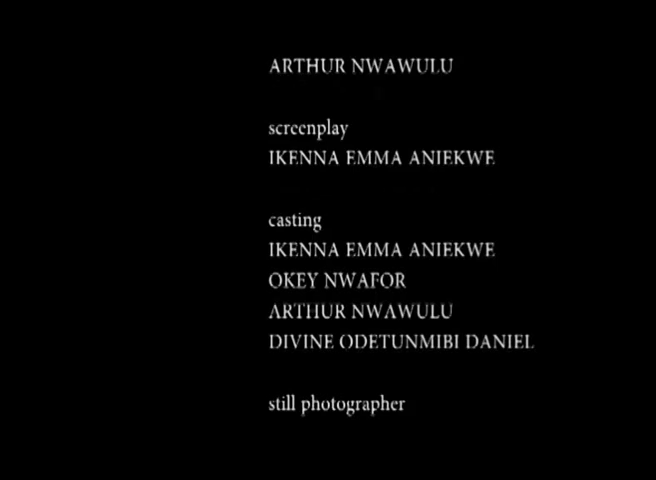 ARTHUR NWAWULU
screenplay
IKENNA EMMA ANIEKWE
casting
IKENNA EMMA ANIEKWE
OKEY NWAFOR
ARTHUR NWAWULU
DIVINE ODETUNMIBI DANIEL
still photographer